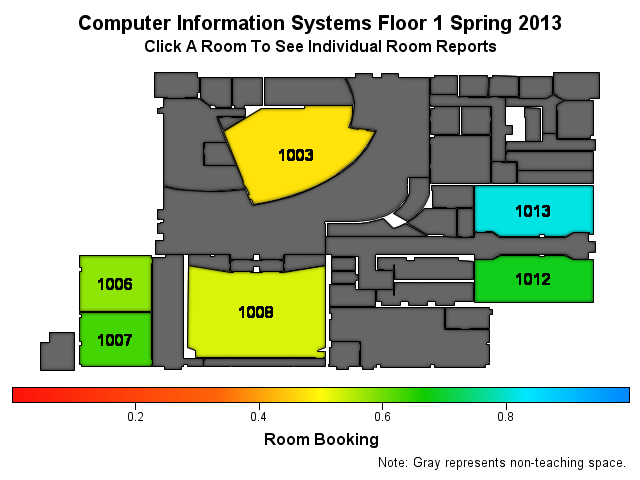 Computer Information Systems Floor 1 Spring 2013
Click A Room To See Individual Room Reports
1003
1013
1006
1012
1008
1007
0.2 0.4 0.6 0.8
Room Booking
Note: Gray represents non-teaching space.